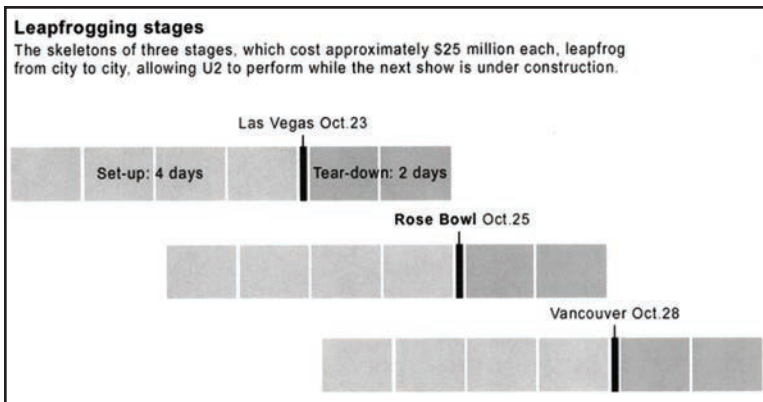 Leapfrogging stages
The skeletons of three stages, which cost approximately $25 million each, leapfrog
from city to city, allowing U2 to perform while the next show is under construction.
Las Vegas Oct.23
Set-up: 4 days
Tear-down: 2 days
Rose Bowl Oct.25
Vancouver Oct.28